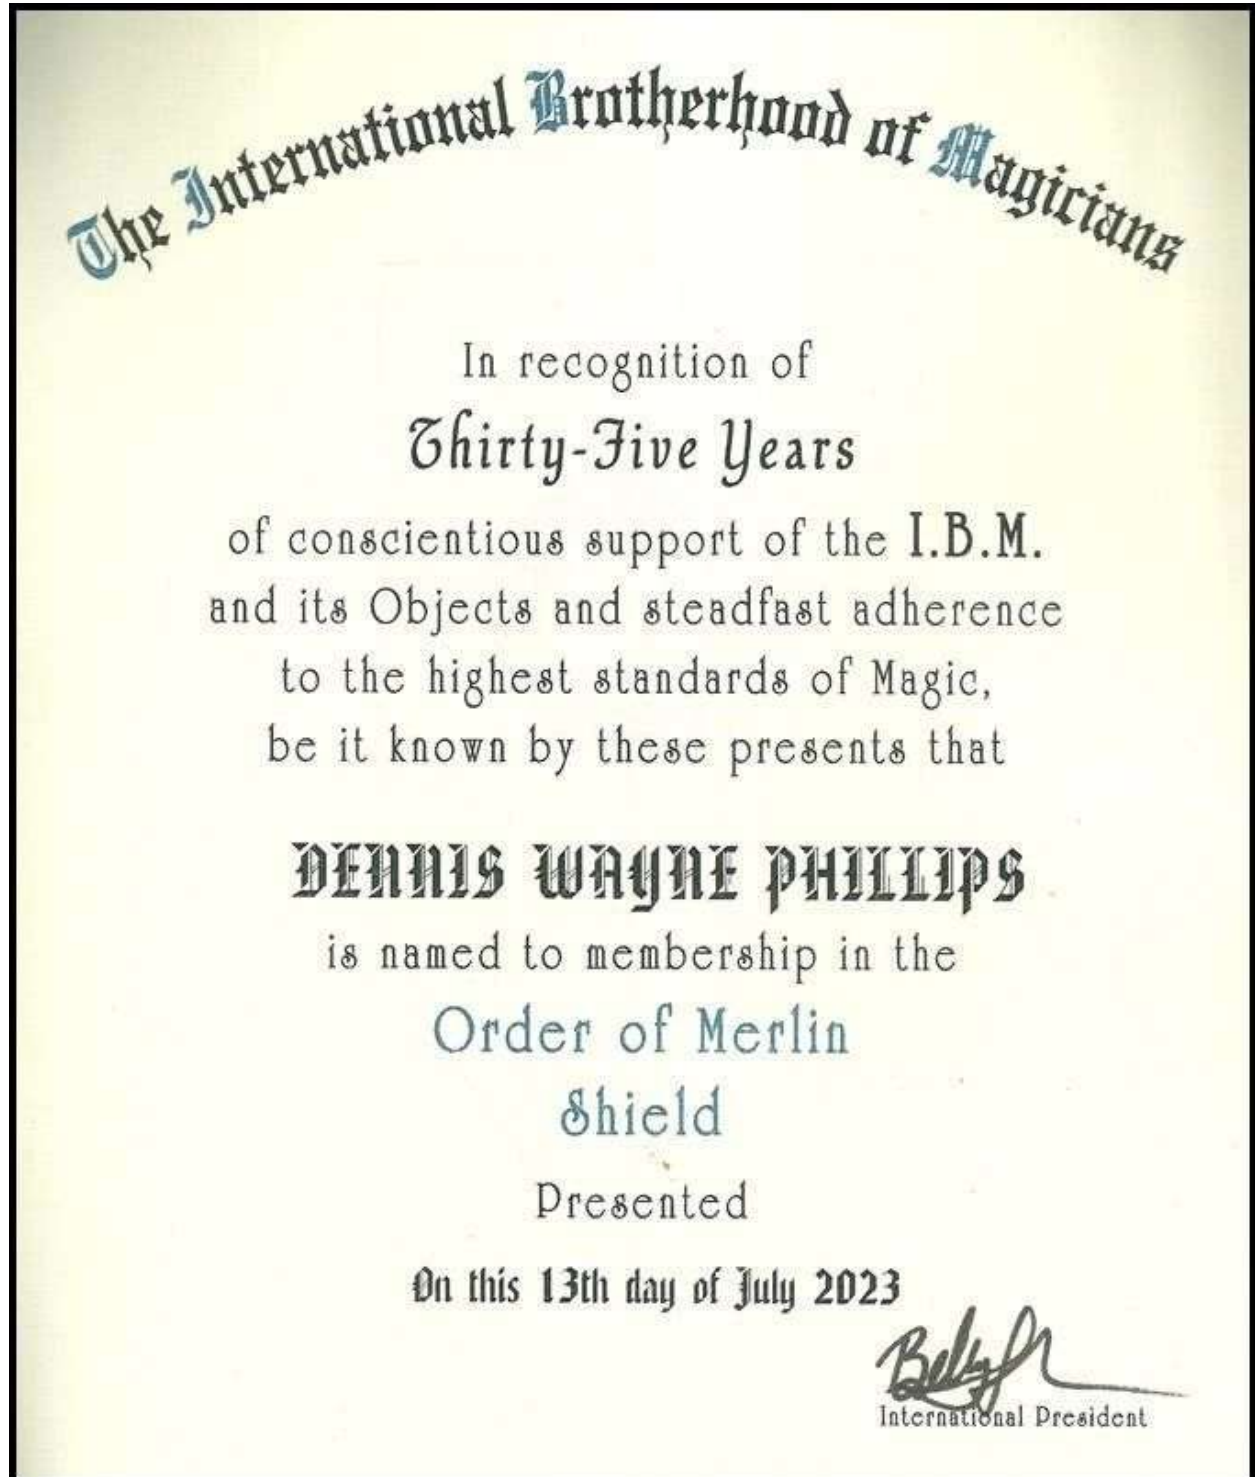 The International Brotherhood of Magicians
In recognition of
Thirty-Five Years
of conscientious support of the I.B.M.
and its Objects and steadfast adherence
to the highest standards of Magic,
be it known by these presents that
DENNIS WAYNE PHILLIPS
is named to membership in the
Order of Merlin
Shield
Presented
On this 13th day of July 2023
International President